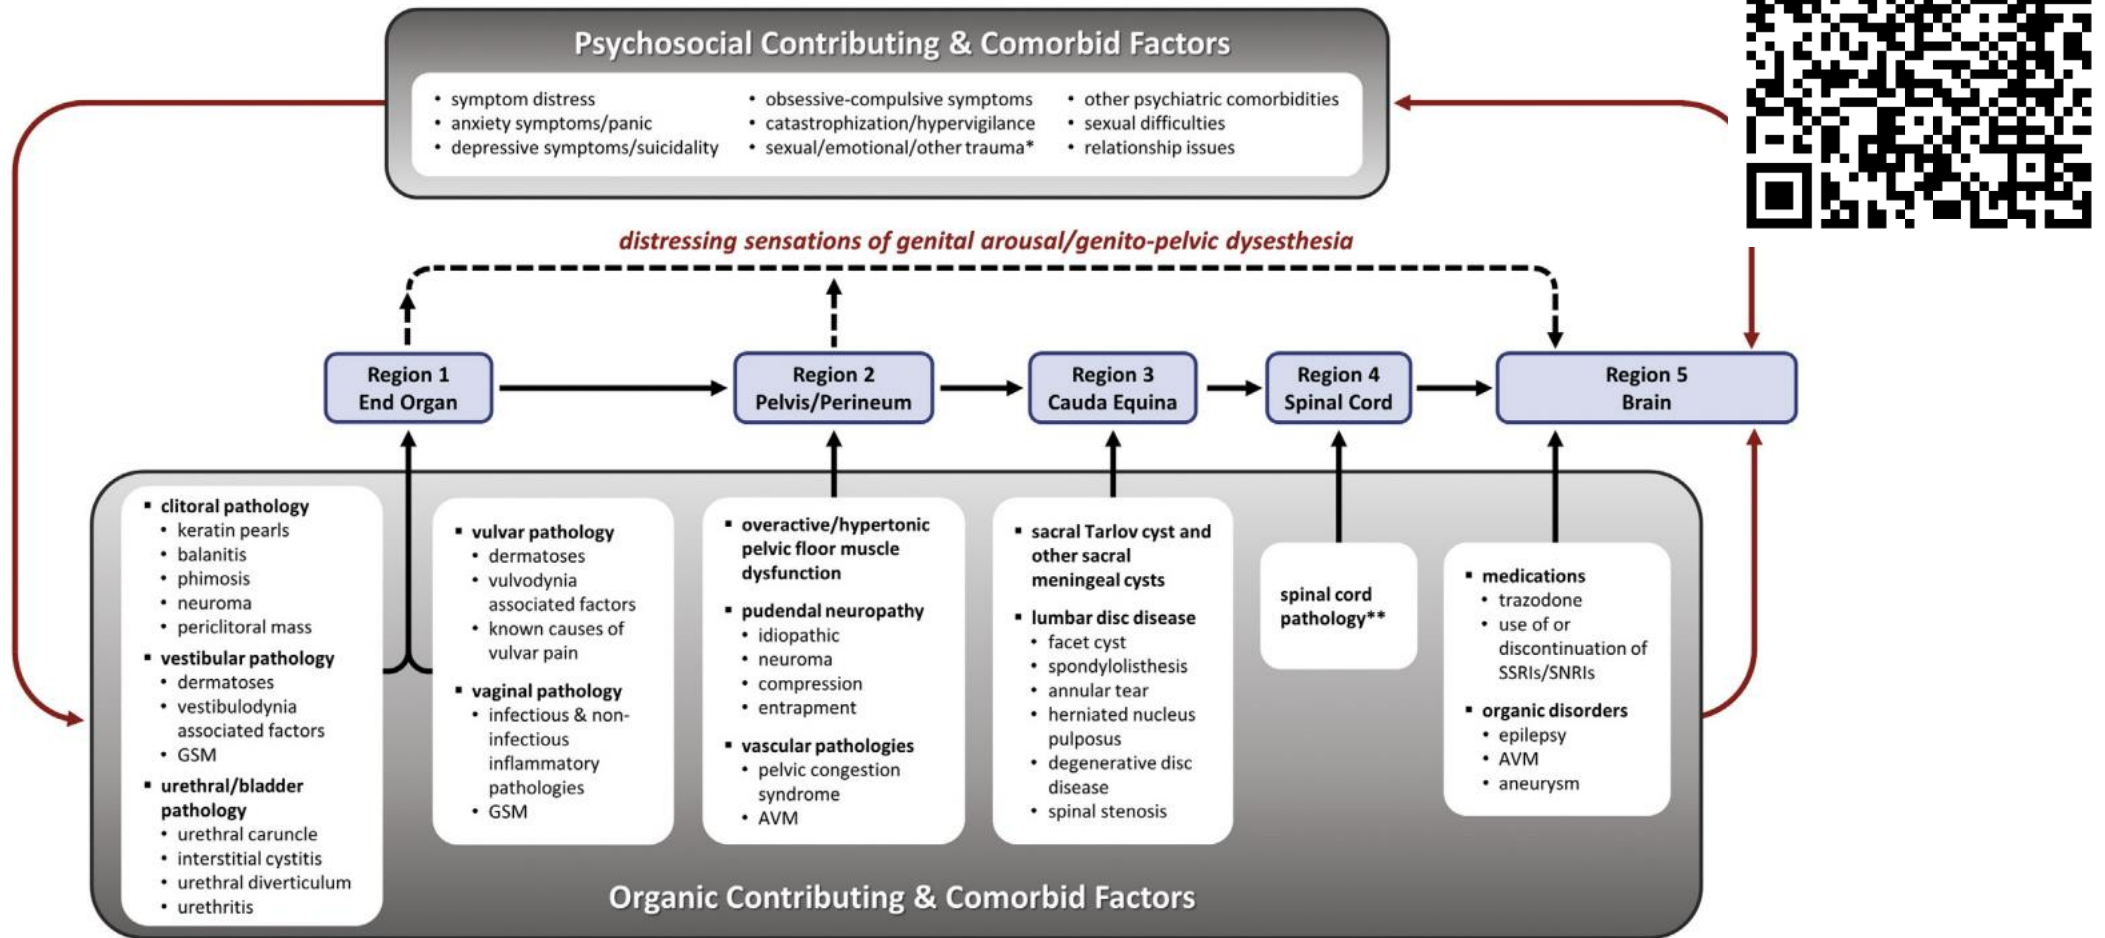 Psychosocial Contributing & Comorbid Factors
• symptom distress
• anxiety symptoms/panic
• depressive symptoms/suicidality
• obsessive-compulsive symptoms
• catastrophization/hypervigilance
• sexual/emotional/other trauma*
• other psychiatric comorbidities
• sexual difficulties
• relationship issues
distressing sensations of genital arousal/genito-pelvic dysesthesia
Region 1
End Organ
Region 2
Pelvis/Perineum
Region 3
Cauda Equina
Region 4
Spinal Cord
Region 5
Brain
▪ clitoral pathology
• keratin pearls
• balanitis
• phimosis
• neuroma
• periclitoral mass
▪ vestibular pathology
• dermatoses
• vestibulodynia
associated factors
• GSM
▪ urethral/bladder
pathology
• urethral caruncle
• interstitial cystitis
• urethral diverticulum
• urethritis
▪ vulvar pathology
• dermatoses
• vulvodynia
associated factors
• known causes of
vulvar pain
▪ vaginal pathology
• infectious & non-
infectious
inflammatory
pathologies
• GSM
▪ overactive/hypertonic
pelvic floor muscle
dysfunction
▪ pudendal neuropathy
• idiopathic
• neuroma
• compression
• entrapment
▪ vascular pathologies
• pelvic congestion
syndrome
• AVM
▪ sacral Tarlov cyst and
other sacral
meningeal cysts
▪ lumbar disc disease
• facet cyst
• spondylolisthesis
• annular tear
• herniated nucleus
pulposus
• degenerative disc
disease
• spinal stenosis
spinal cord
pathology**
▪ medications
• trazodone
• use of or
discontinuation of
SSRIs/SNRIs
▪ organic disorders
• epilepsy
• AVM
• aneurysm
Organic Contributing & Comorbid Factors